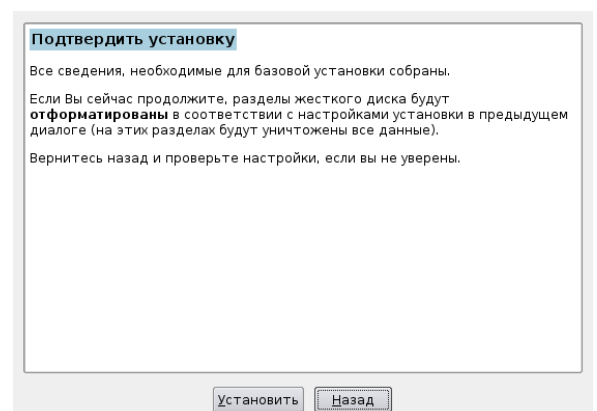 Подтвердить установку
Все сведения, необходимые для базовой установки собраны.
Если Вы сейчас продолжите, разделы жесткого диска будут
отформатированы в соответствии с настройками установки в предыдущем
диалоге (на этих разделах будут уничтожены все данные).
Вернитесь назад и проверьте настройки, если вы не уверены.
Установить Назад